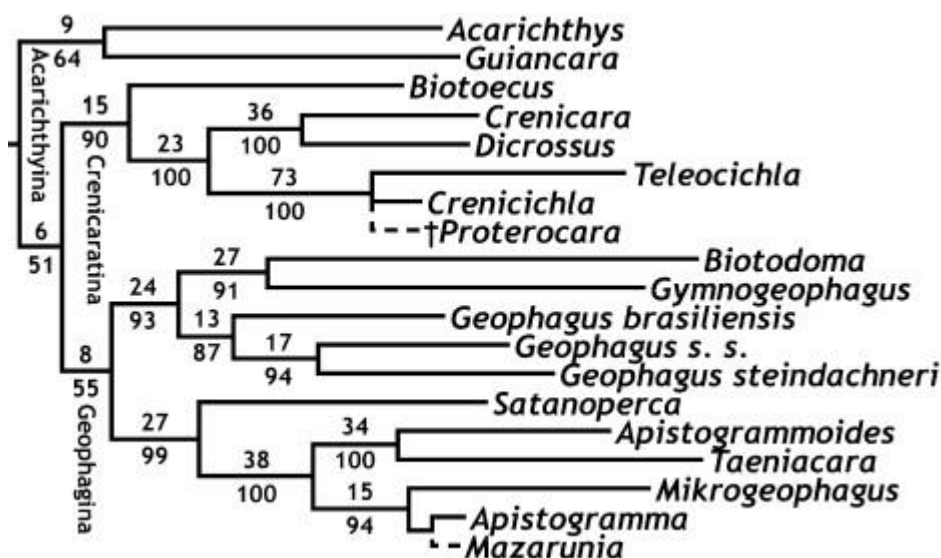 9
Acarichthys
64
Guiancara
Acarichthyina
Biotoecus
15
90
Crenicaratina
36
Crenicara
100
Dicrossus
23
100
73
Teleocichla
100
Crenicichla
†Proterocara
6
51
27
Biotodoma
91
Gymnogeophagus
24
93
13
Geophagus brasiliensis
87
17
Geophagus s. s.
94
Geophagus steindachneri
8
55
Geophagina
27
Satanoperca
99
34
Apistogrammoides
100
Taeniacara
38
100
15
Mikrogeophagus
94
Apistogramma
Mazarunia